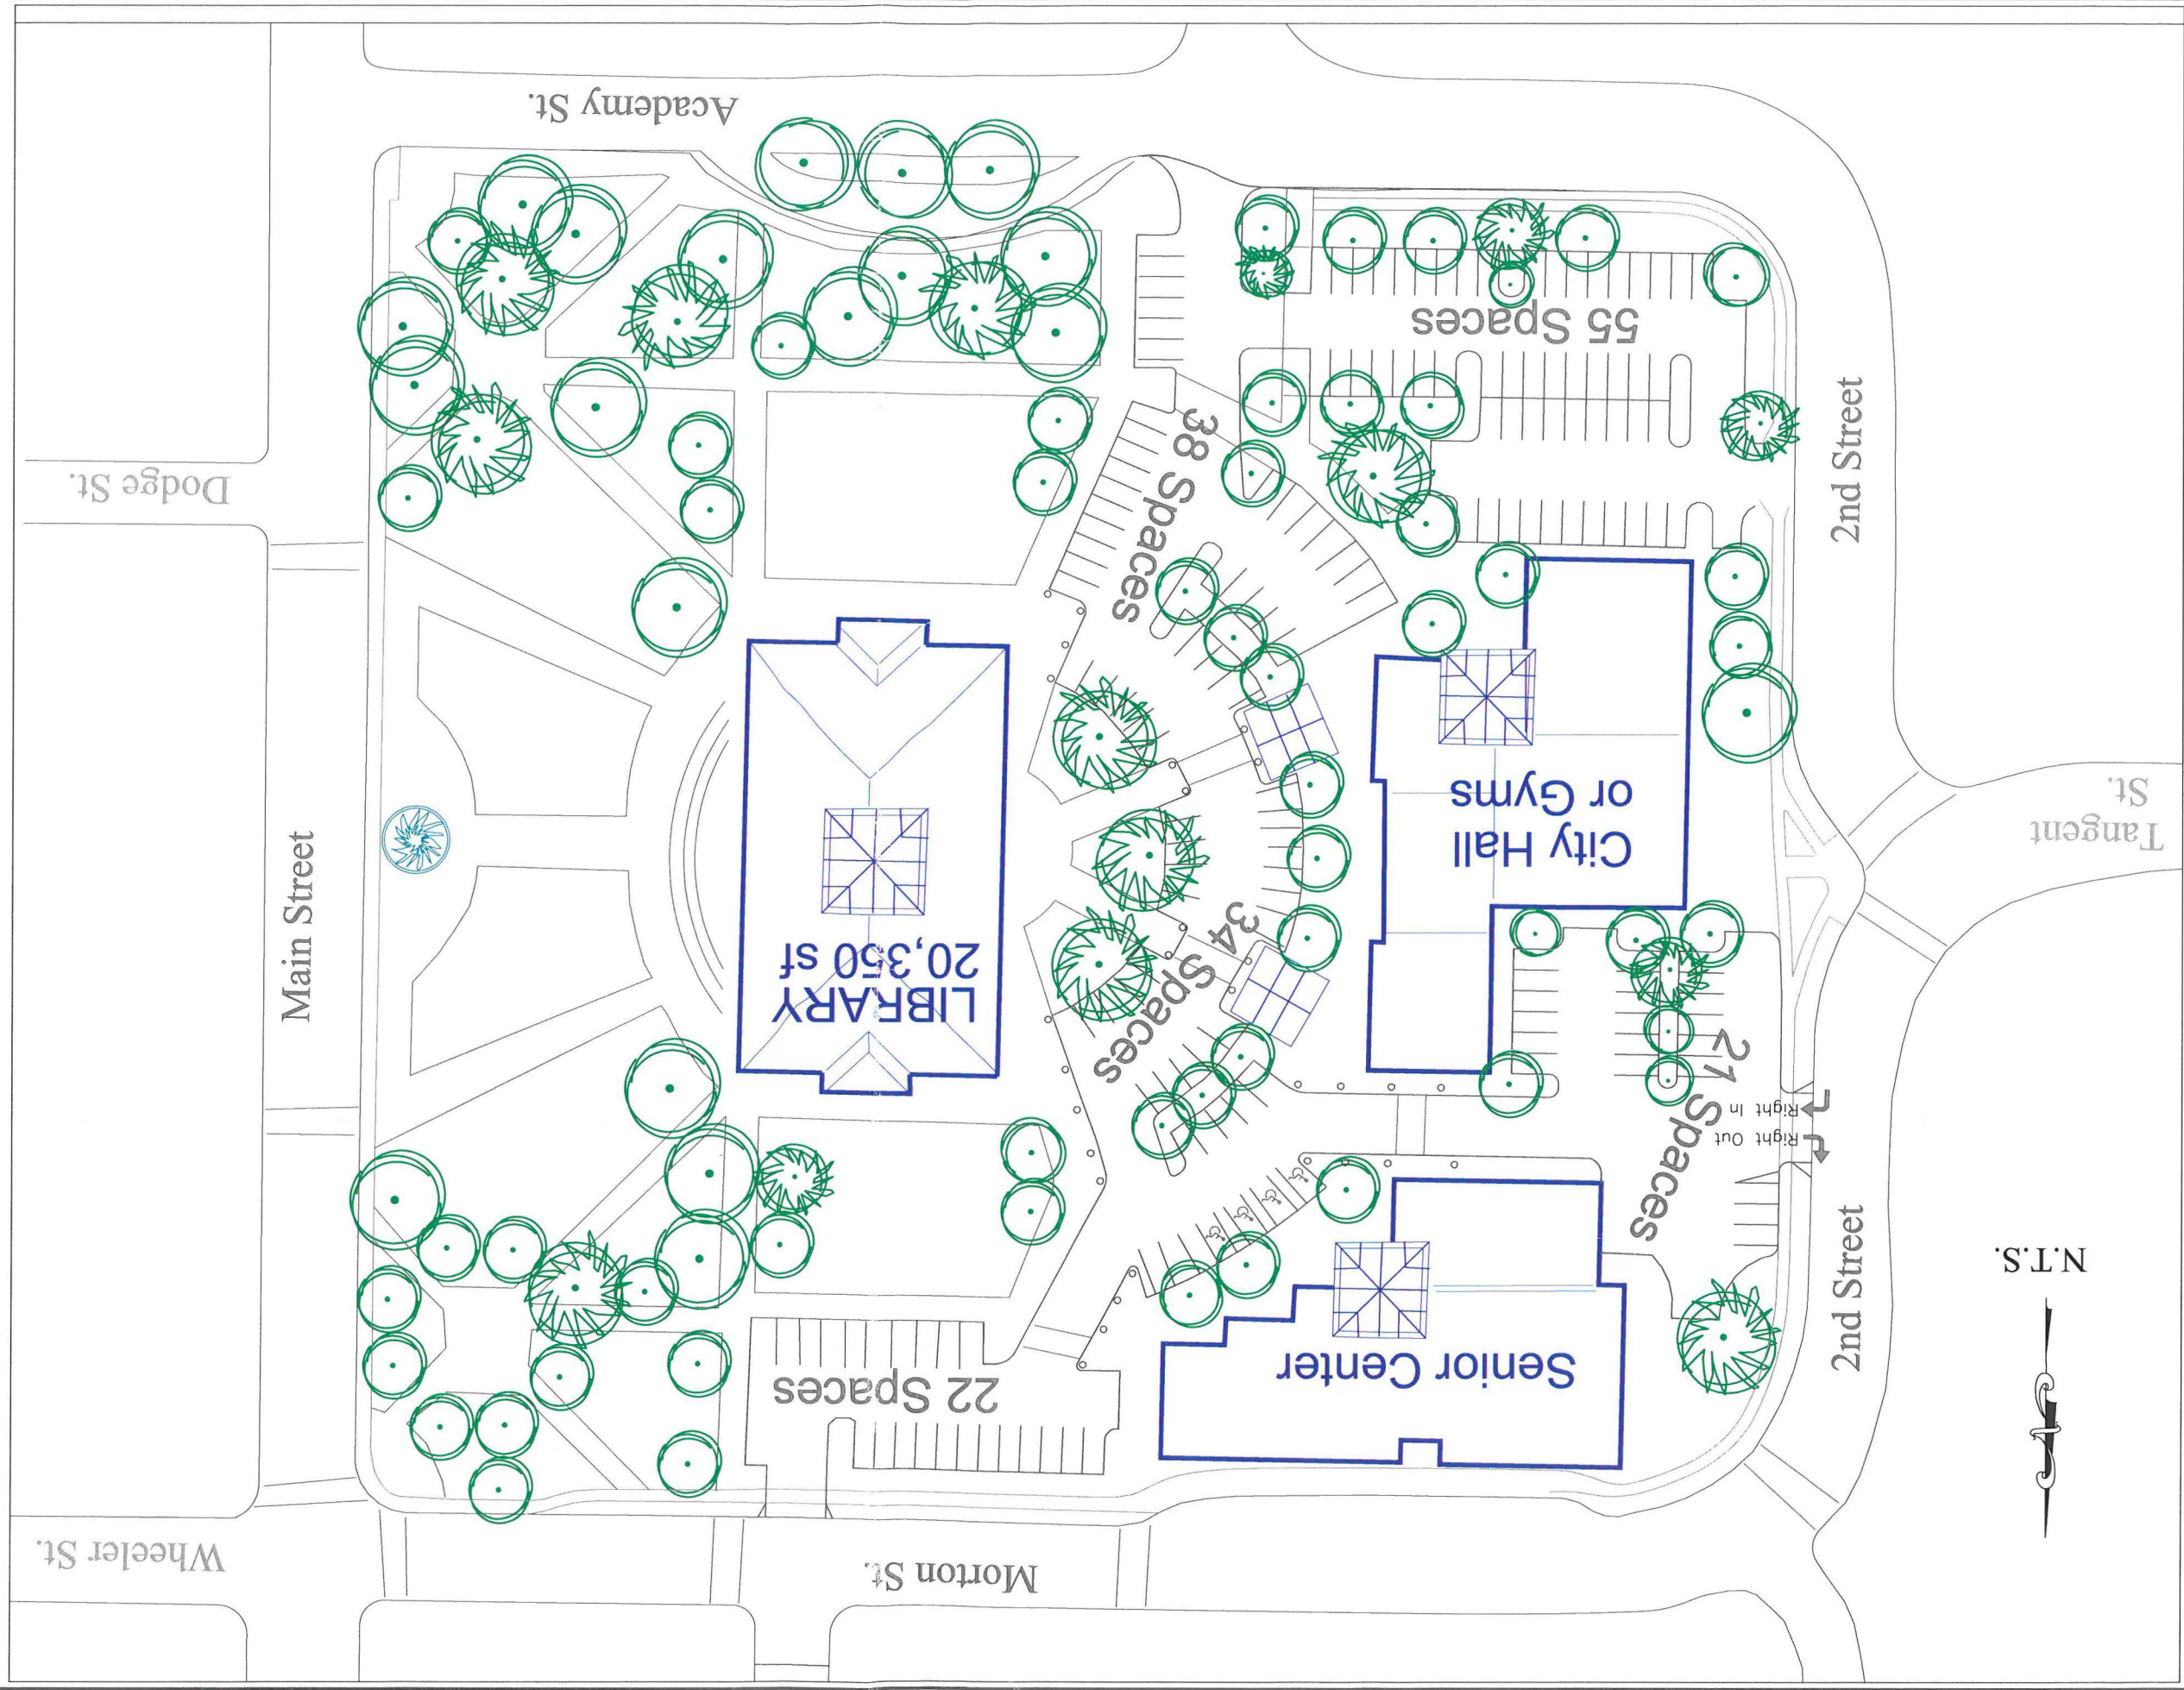 Morton St.
Wheeler St.
Senior Center
22 Spaces
2nd Street
N.T.S.
Right Out
Right In
21 Spaces
LIBRARY
20,350 sf
34 Spaces
Main Street
Tangent
St.
City Hall
or Gyms
38 Spaces
2nd Street
Dodge St.
55 Spaces
Academy St.